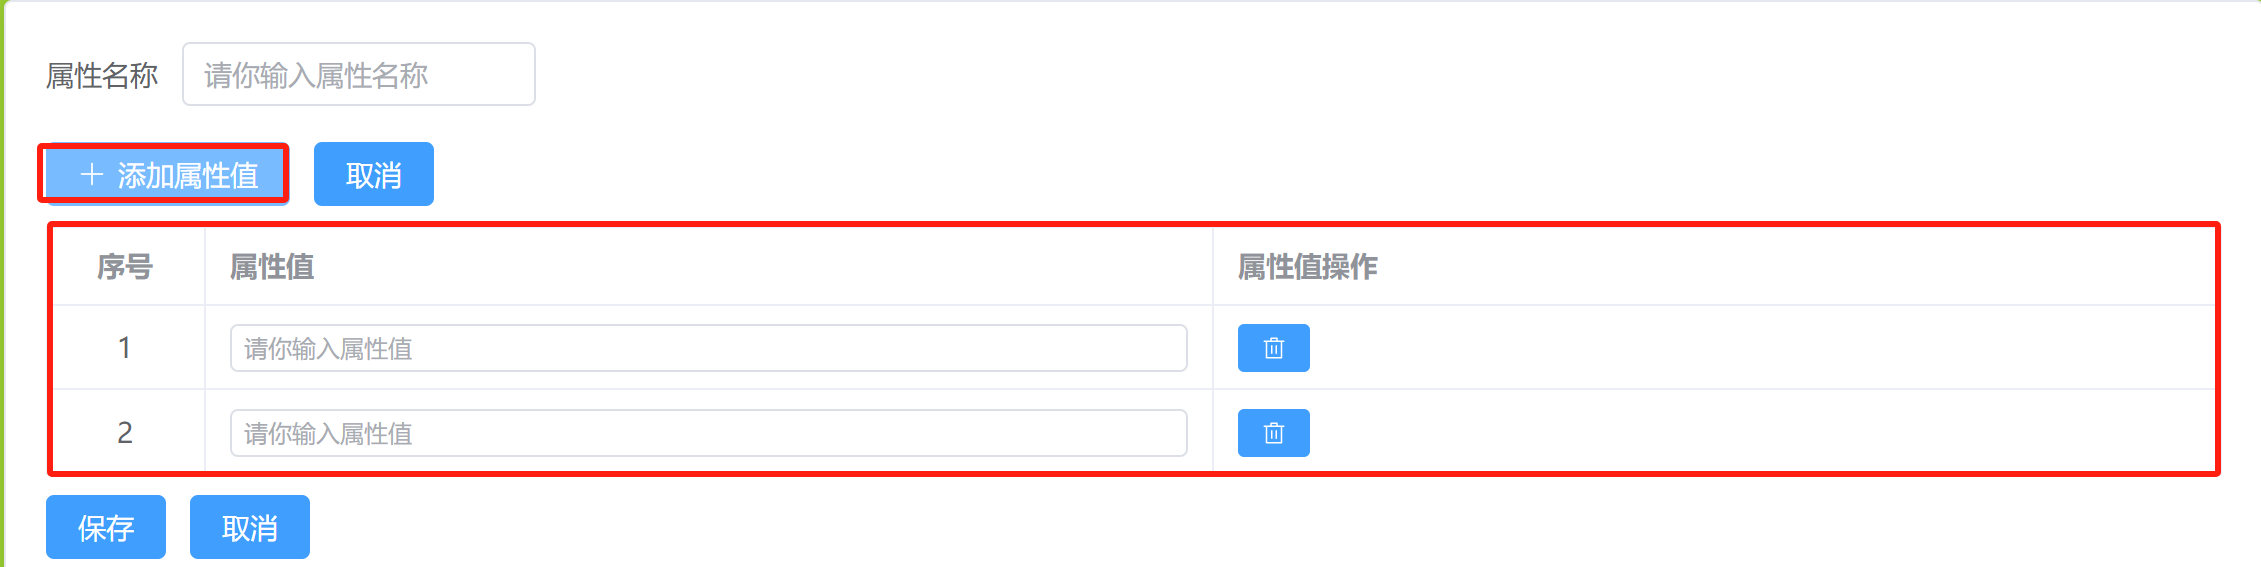 属性名称 请你输入属性名称
添加属性值 取消
序号 属性值 属性值操作
1 请你输入属性值
2 请你输入属性值
保存 取消